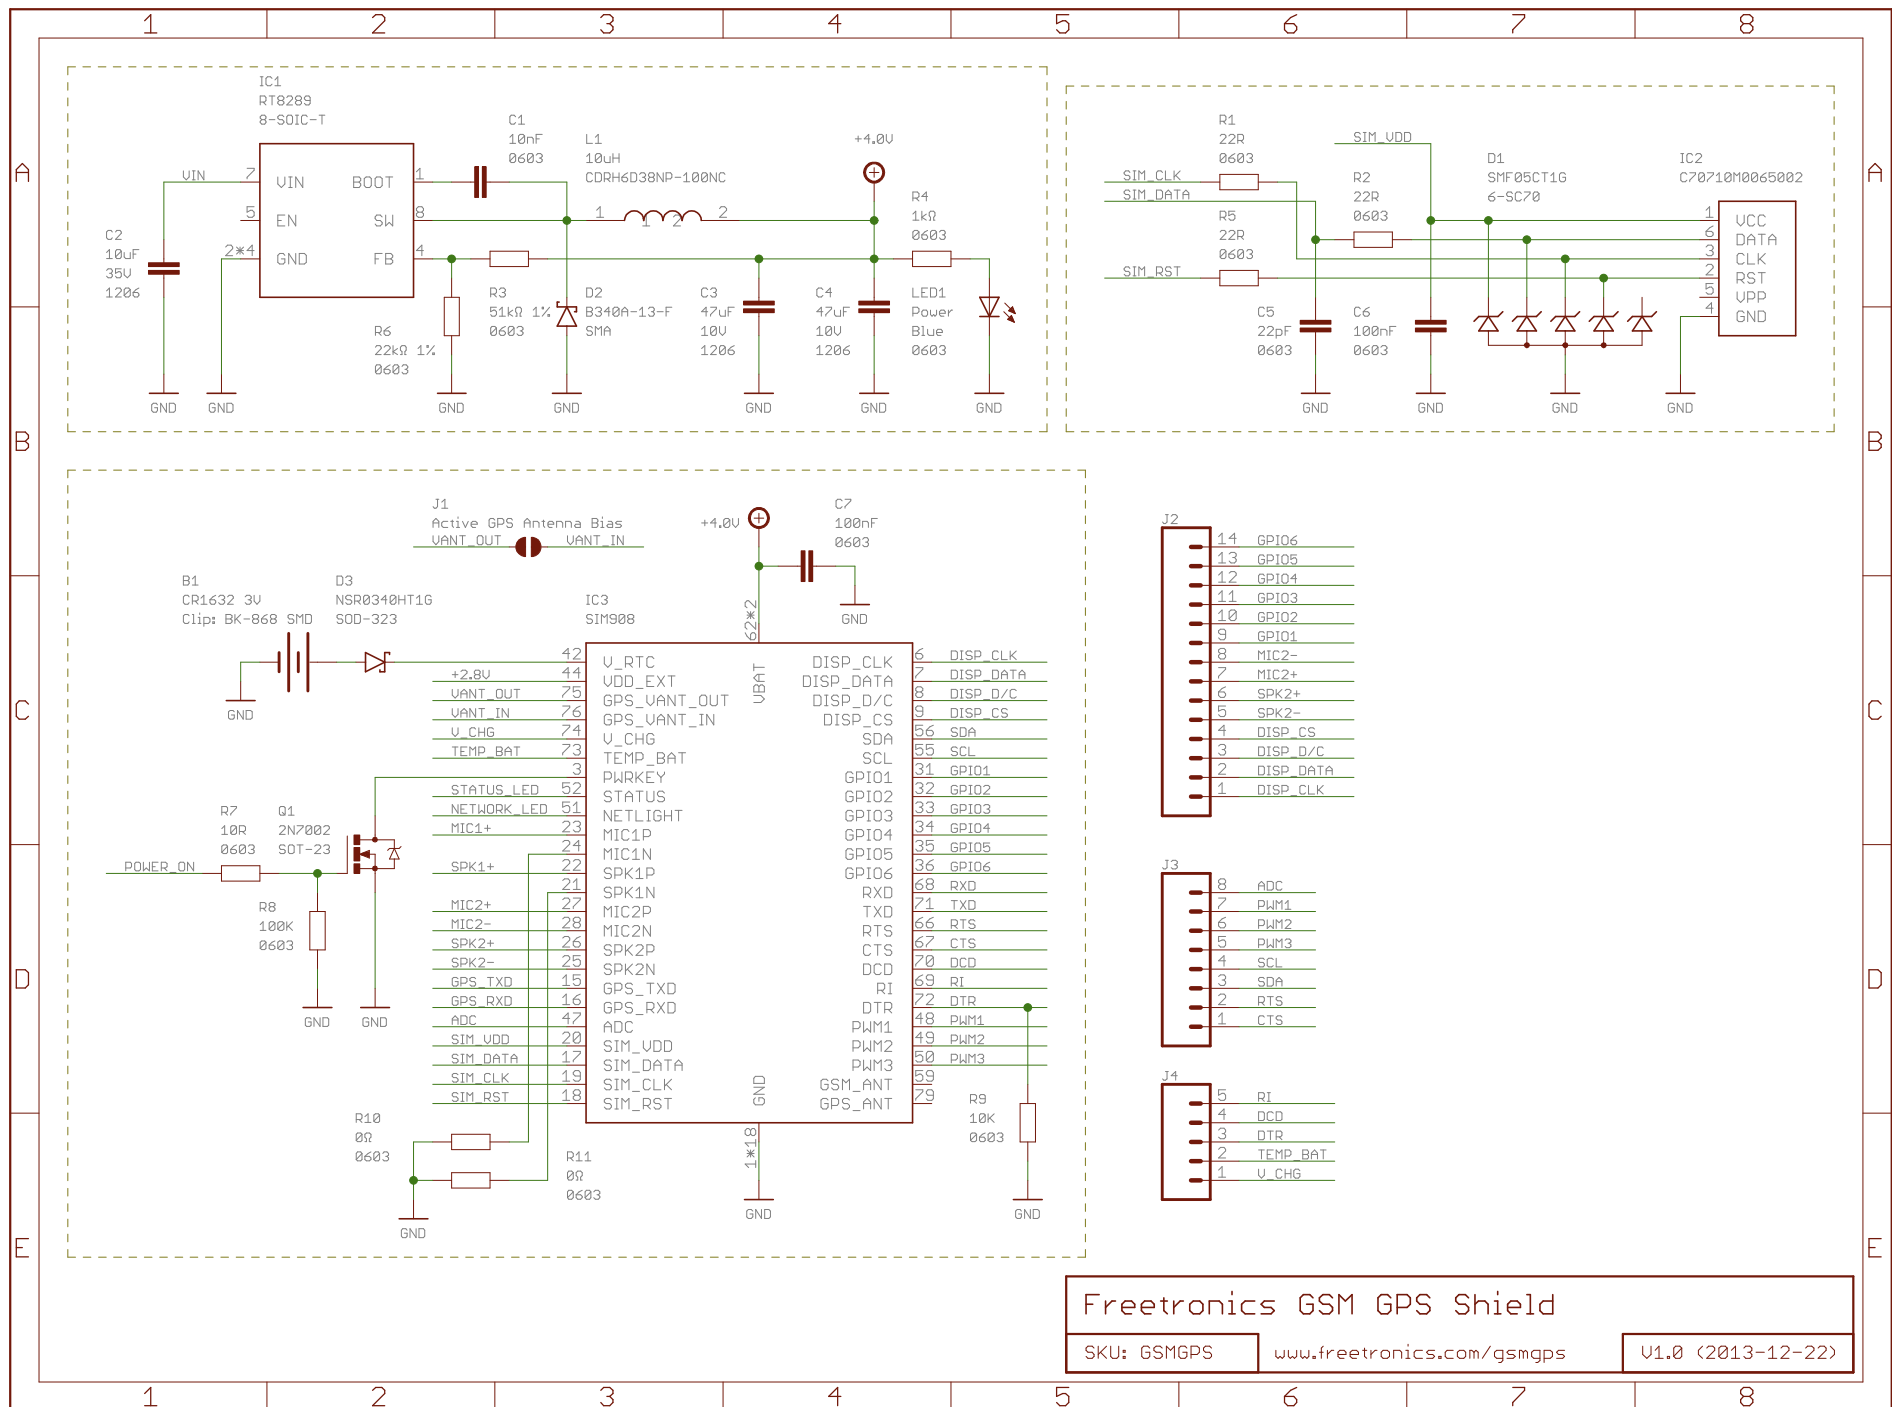 1 2 3 4 5 6 7 8
A
B
C
D
E
A
B
C
D
E
IC1
RT8289
8-SOIC-T
VIN
7
5
2*4
VIN
EN
GND
BOOT
SW
FB
1
8
4
C2
10uF
35V
1206
GND
GND
C1
10nF
0603
L1
10uH
CDRH6D38NP-100NC
1
2
2
+4.0V
R4
1kΩ
0603
R6
22kΩ 1%
0603
R3
51kΩ 1%
0603
D2
B340A-13-F
SMA
C3
47uF
10V
1206
C4
47uF
10V
1206
LED1
Power
Blue
0603
GND
GND
GND
GND
GND
R1
22R
0603
SIM_VDD
SIM_CLK
SIM_DATA
R2
22R
0603
R5
22R
0603
SIM_RST
D1
SMF05CT1G
6-SC70
IC2
C70710M0065002
1 VCC
6 DATA
3 CLK
2 RST
5 VPP
4 GND
C5
22pF
0603
C6
100nF
0603
GND
GND
GND
GND
J1
Active GPS Antenna Bias
VANT_OUT
VANT_IN
+4.0V
C7
100nF
0603
GND
B1
CR1632 3V
Clip: BK-868 SMD
D3
NSR0340HT1G
SOD-323
GND
IC3
SIM908
62*2
VBAT
42 V_RTC
+2.8V 44 VDD_EXT
VANT_OUT 75 GPS_VANT_OUT
VANT_IN 76 GPS_VANT_IN
V_CHG 74 V_CHG
TEMP_BAT 73 TEMP_BAT
3 PWRKEY
STATUS_LED 52 STATUS
NETWORK_LED 51 NETLIGHT
MIC1+ 23 MIC1P
24 MIC1N
SPK1+ 22 SPK1P
21 SPK1N
MIC2+ 27 MIC2P
MIC2- 28 MIC2N
SPK2+ 26 SPK2P
SPK2- 25 SPK2N
GPS_TXD 15 GPS_TXD
GPS_RXD 16 GPS_RXD
ADC 47 ADC
SIM_VDD 20 SIM_VDD
SIM_DATA 17 SIM_DATA
SIM_CLK 19 SIM_CLK
SIM_RST 18 SIM_RST
DISP_CLK 6 DISP_CLK
DISP_DATA 7 DISP_DATA
DISP_D/C 8 DISP_D/C
DISP_CS 9 DISP_CS
SDA 56 SDA
SCL 55 SCL
GPIO1 31 GPIO1
GPIO2 32 GPIO2
GPIO3 33 GPIO3
GPIO4 34 GPIO4
GPIO5 35 GPIO5
GPIO6 36 GPIO6
RXD 68 RXD
TXD 71 TXD
RTS 66 RTS
CTS 67 CTS
DCD 70 DCD
RI 69 RI
DTR 72 DTR
PWM1 48 PWM1
PWM2 49 PWM2
PWM3 50 PWM3
GSM_ANT 59
GPS_ANT 79
GND
1*18
GND
R7
10R
0603
Q1
2N7002
SOT-23
POWER_ON
R8
100K
0603
GND
GND
R10
0Ω
0603
R11
0Ω
0603
GND
R9
10K
0603
GND
J2
14 GPIO6
13 GPIO5
12 GPIO4
11 GPIO3
10 GPIO2
9 GPIO1
8 MIC2-
7 MIC2+
6 SPK2+
5 SPK2-
4 DISP_CS
3 DISP_D/C
2 DISP_DATA
1 DISP_CLK
J3
8 ADC
7 PWM1
6 PWM2
5 PWM3
4 SCL
3 SDA
2 RTS
1 CTS
J4
5 RI
4 DCD
3 DTR
2 TEMP_BAT
1 V_CHG
Freetronics GSM GPS Shield
SKU: GSMGPS
www.freetronics.com/gsmgps
V1.0 (2013-12-22)
1 2 3 4 5 6 7 8